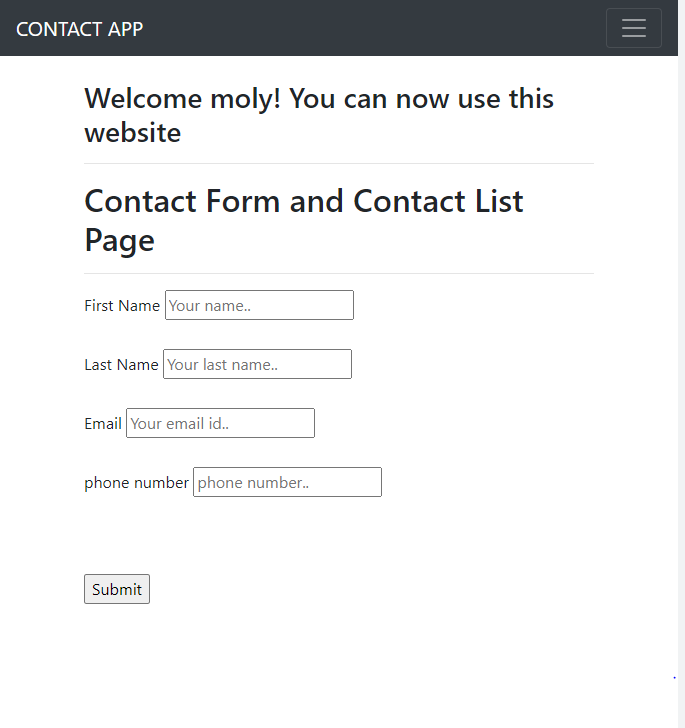 CONTACT APP
Welcome moly! You can now use this
website
Contact Form and Contact List
Page
First Name Your name..
Last Name Your last name..
Email Your email id..
phone number phone number..
Submit